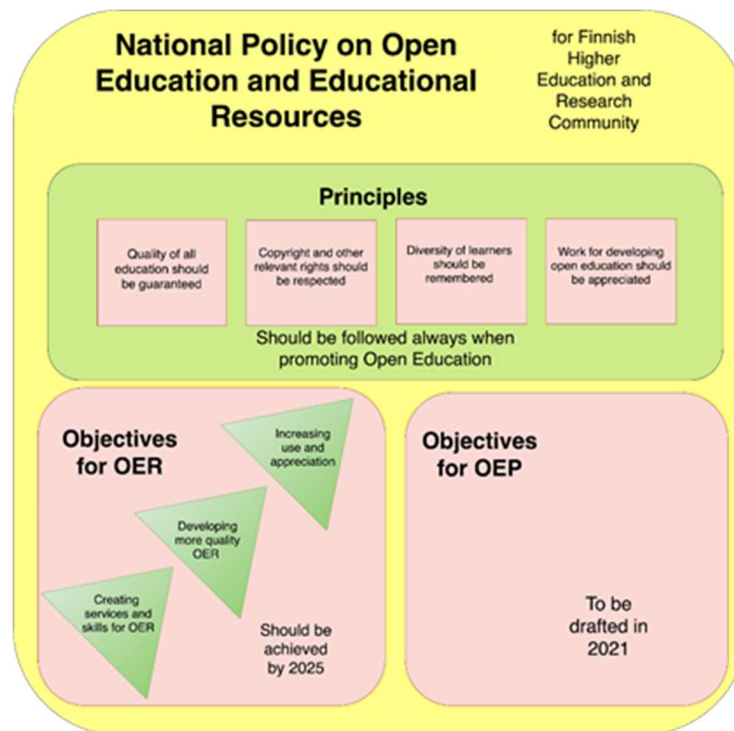 National Policy on Open
Education and Educational
Resources
for Finnish
Higher
Education and
Research
Community
Principles
Quality of all
education should
be guaranteed
Copyright and other
relevant rights should
be respected
Diversity of learners
should be
remembered
Work for developing
open education should
be appreciated
Should be followed always when
promoting Open Education
Objectives
for OER
Increasing
use and
appreciation
Developing
more quality
OER
Creating
services and
skills for OER
Should be
achieved
by 2025
Objectives
for OEP
To be
drafted in
2021